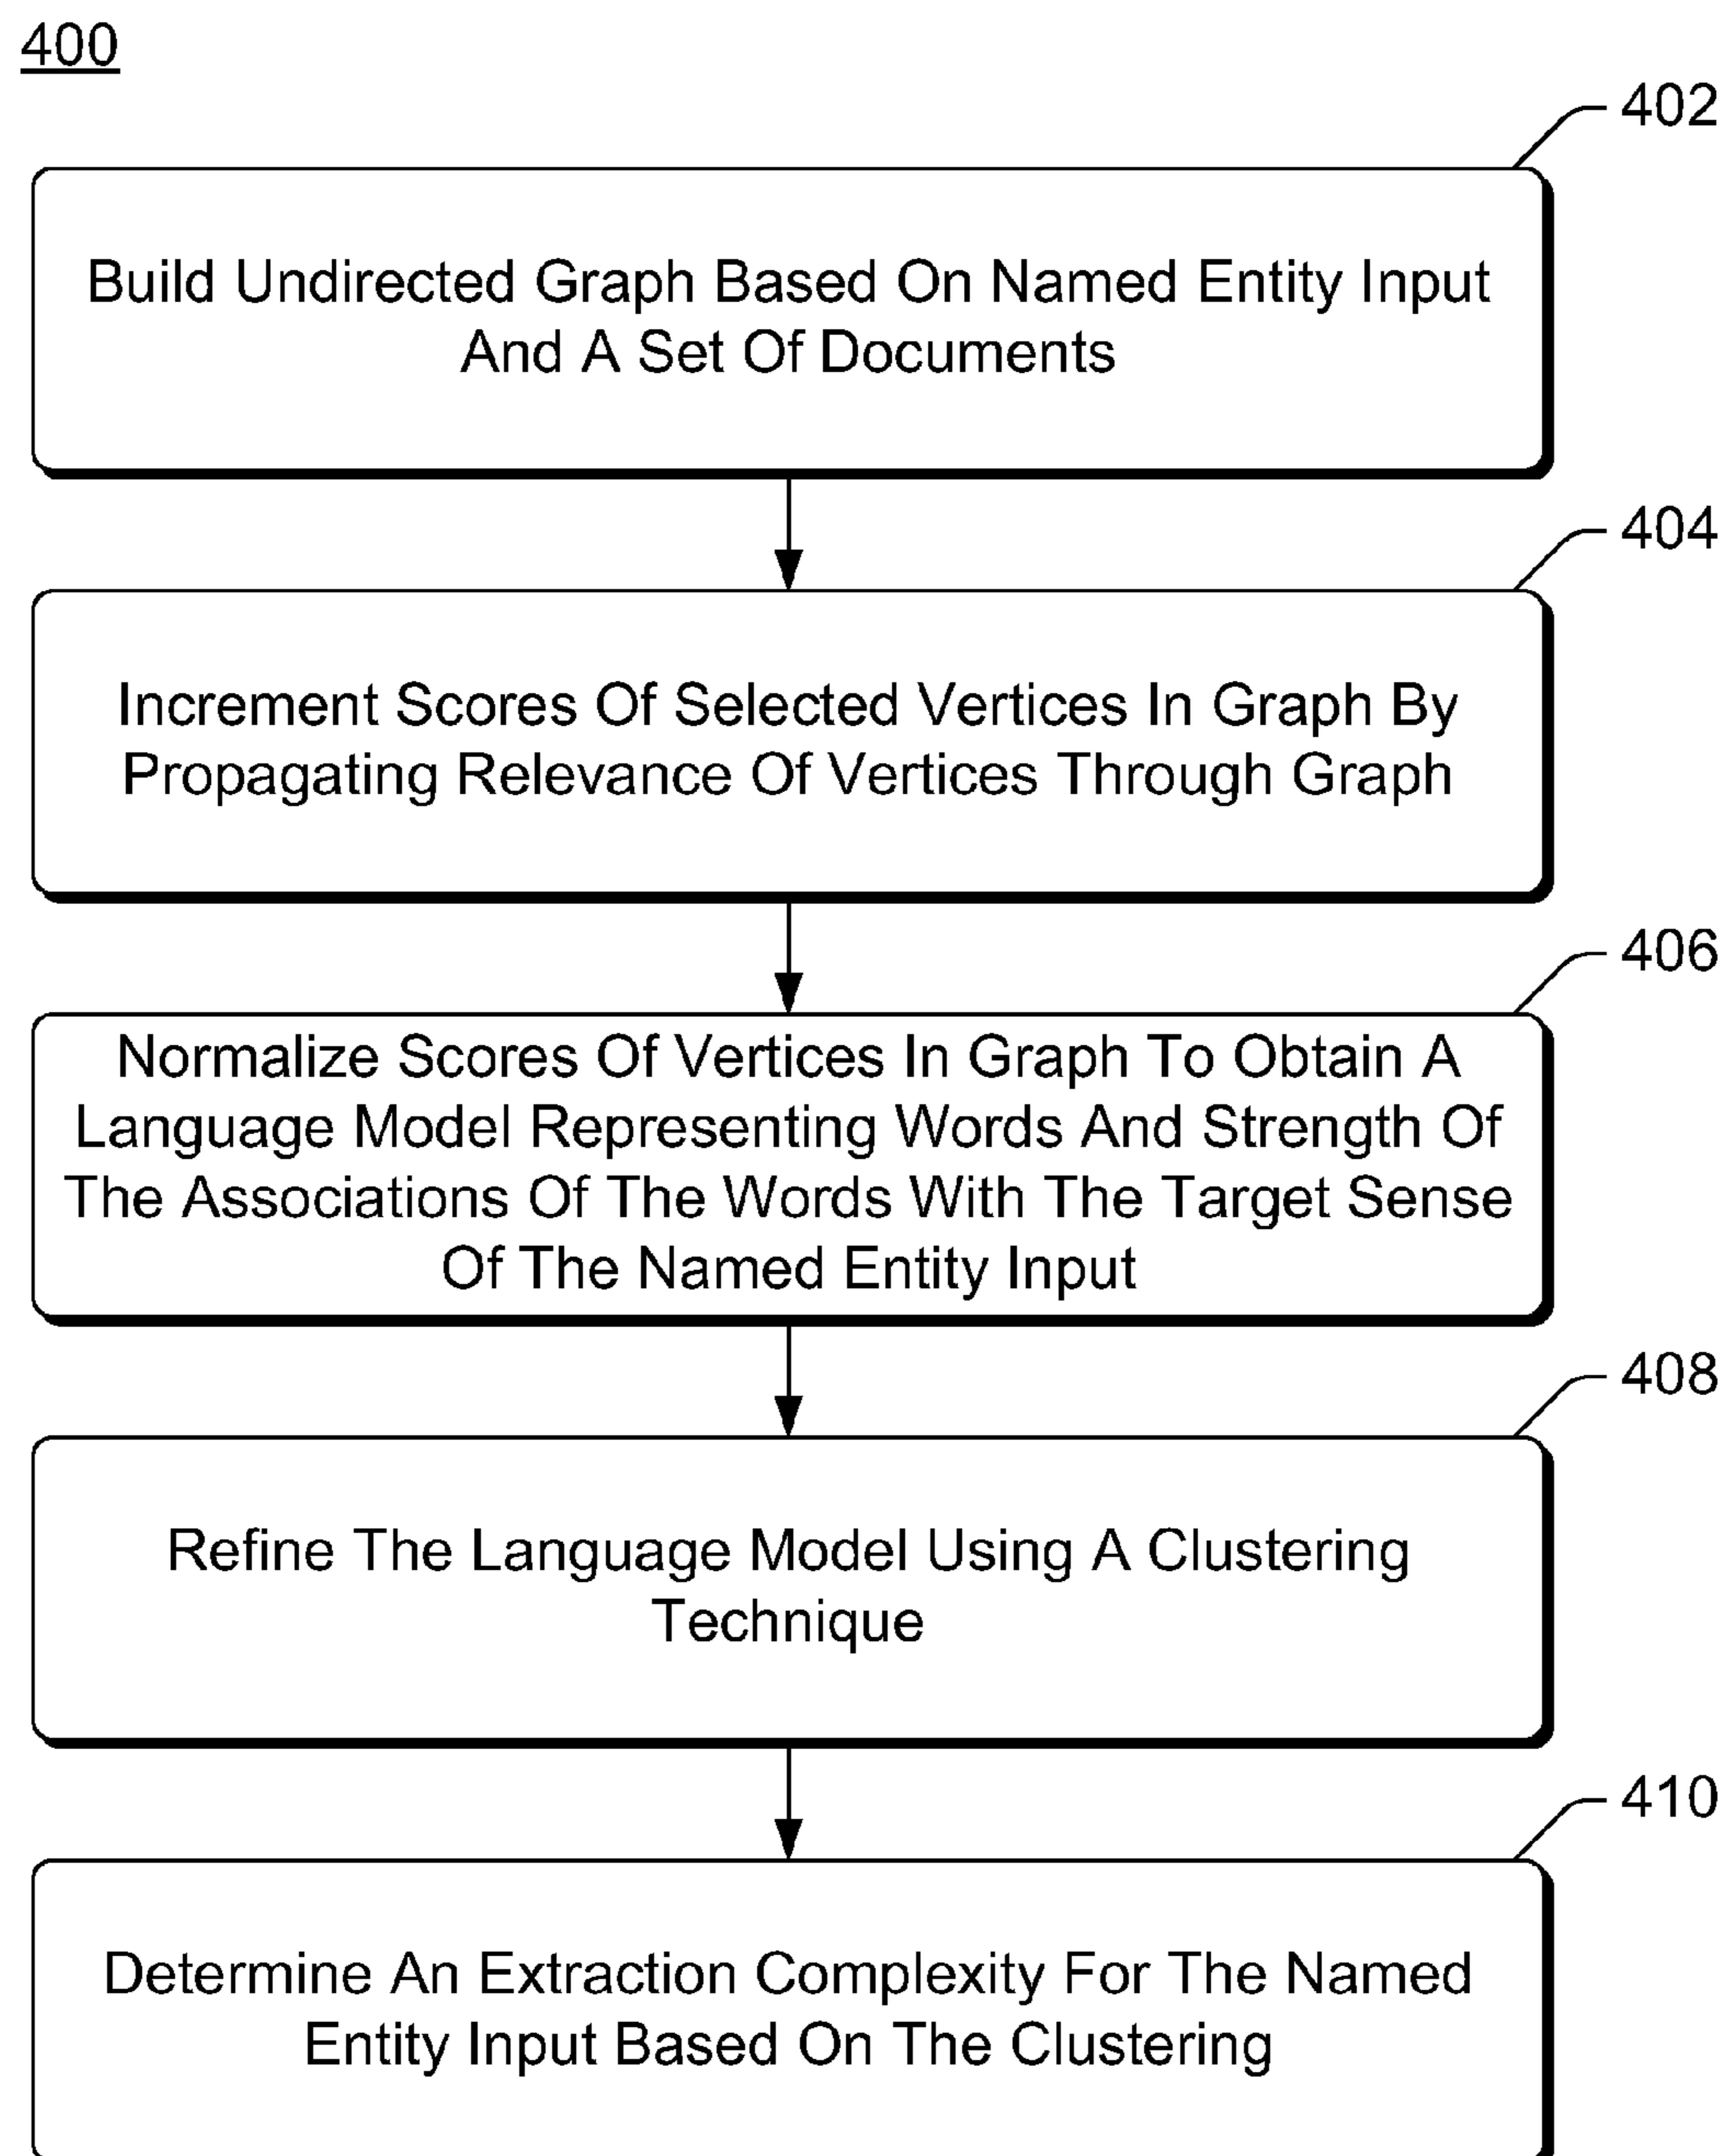 400
402
Build Undirected Graph Based On Named Entity Input
And A Set Of Documents
404
Increment Scores Of Selected Vertices In Graph By
Propagating Relevance Of Vertices Through Graph
406
Normalize Scores Of Vertices In Graph To Obtain A
Language Model Representing Words And Strength Of
The Associations Of The Words With The Target Sense
Of The Named Entity Input
408
Refine The Language Model Using A Clustering
Technique
410
Determine An Extraction Complexity For The Named
Entity Input Based On The Clustering